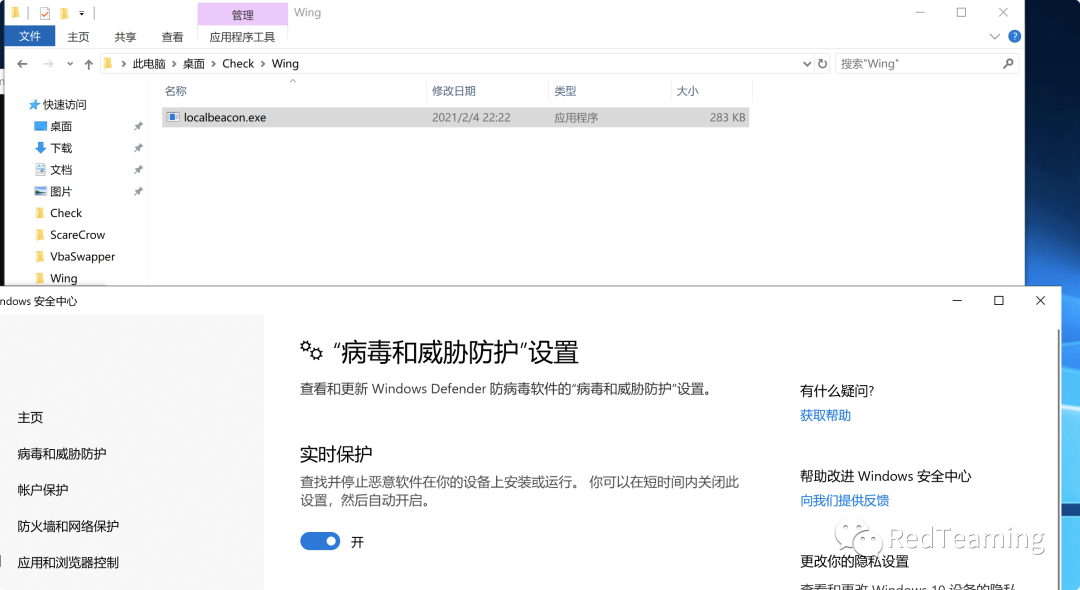 管理
Wing
文件
主页
共享
查看
应用程序工具
此电脑 > 桌面 > Check > Wing
搜索"Wing"
名称
修改日期
类型
大小
localbeacon.exe
2021/2/4 22:22
应用程序
283 KB
快速访问
桌面
下载
文档
图片
Check
ScareCrow
VbaSwapper
Wing
ndows 安全中心
主页
病毒和威胁防护
帐户保护
防火墙和网络保护
应用和浏览器控制
“病毒和威胁防护”设置
查看和更新 Windows Defender 防病毒软件的“病毒和威胁防护”设置。
实时保护
查找并停止恶意软件在你的设备上安装或运行。 你可以在短时间内关闭此
设置，然后自动开启。
开
有什么疑问?
获取帮助
帮助改进 Windows 安全中心
向我们提供反馈
RedTeaming
更改你的隐私设置
查看和更改 Windows 10 设备的隐私